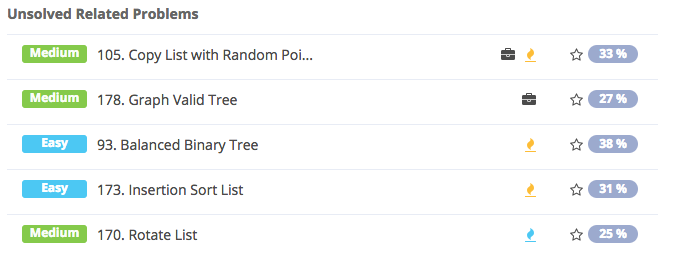 Unsolved Related Problems
Medium 105. Copy List with Random Poi... 33 %
Medium 178. Graph Valid Tree 27 %
Easy 93. Balanced Binary Tree 38 %
Easy 173. Insertion Sort List 31 %
Medium 170. Rotate List 25 %